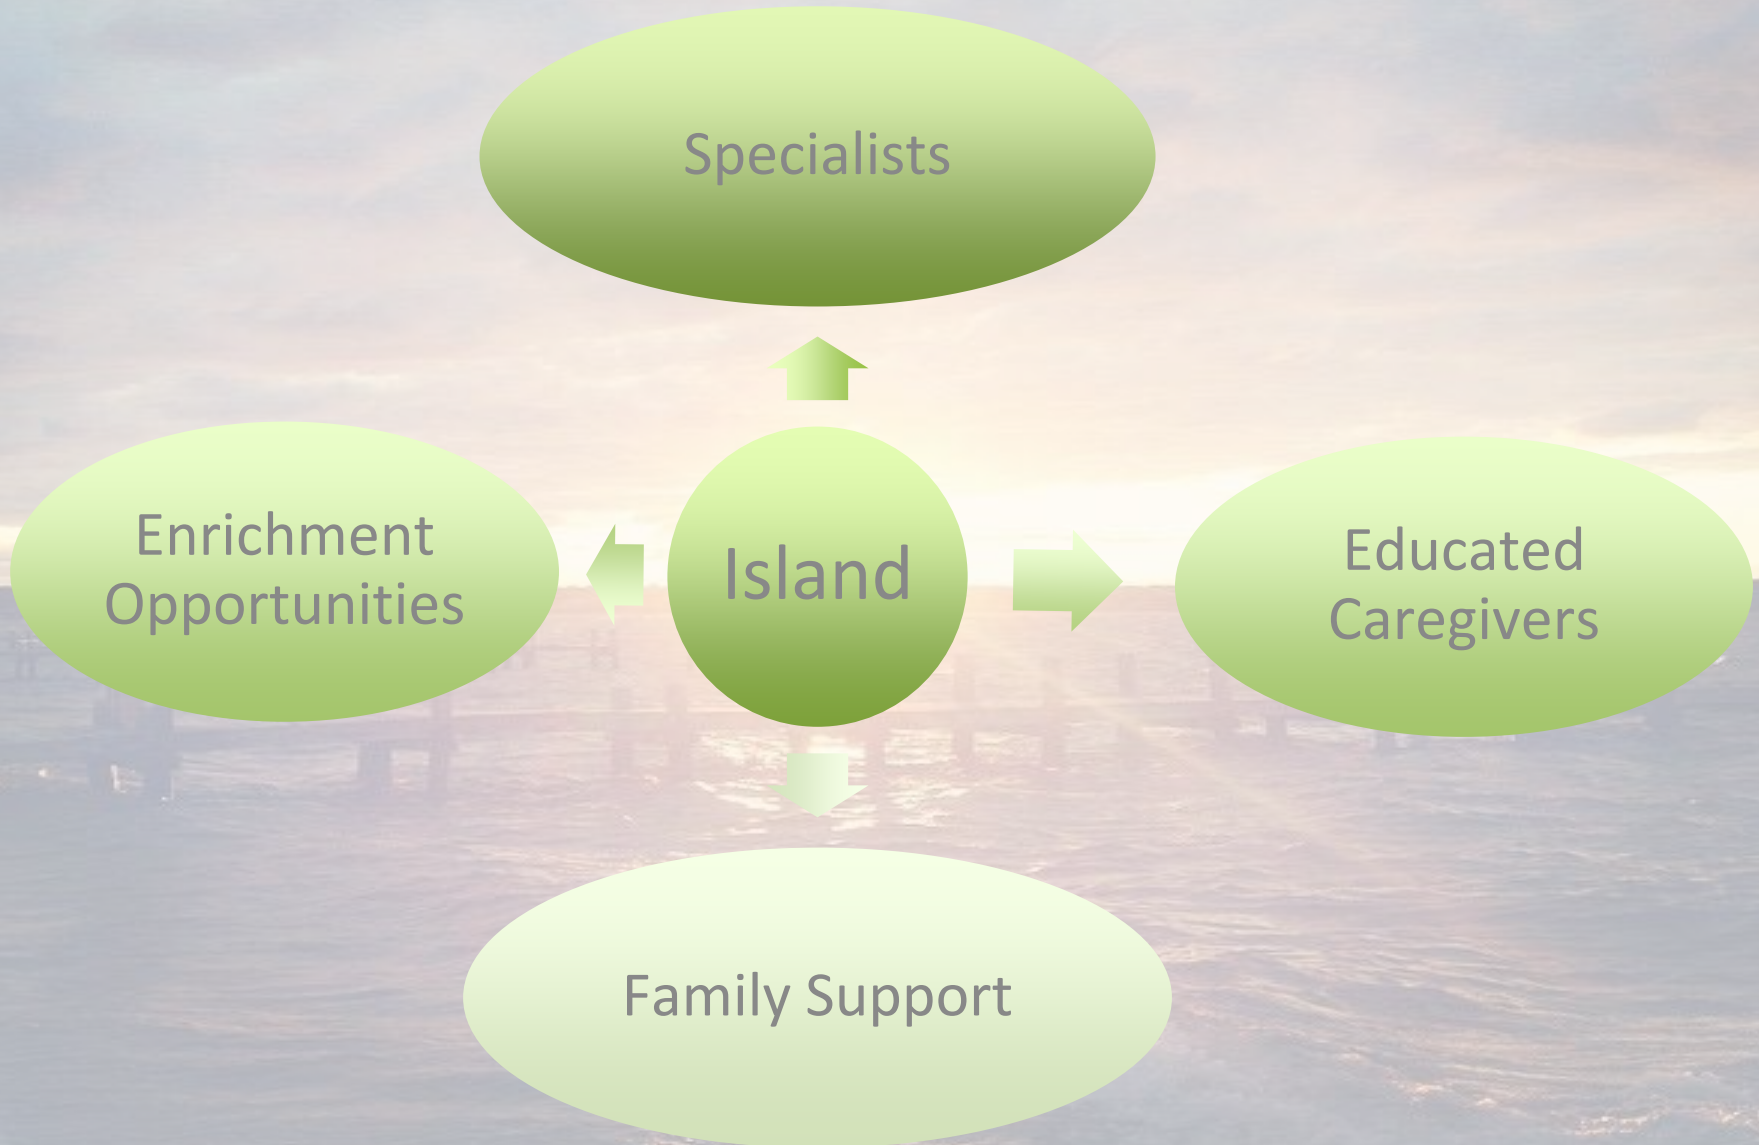 Specialists
Enrichment
Opportunities
Island
Educated
Caregivers
Family Support